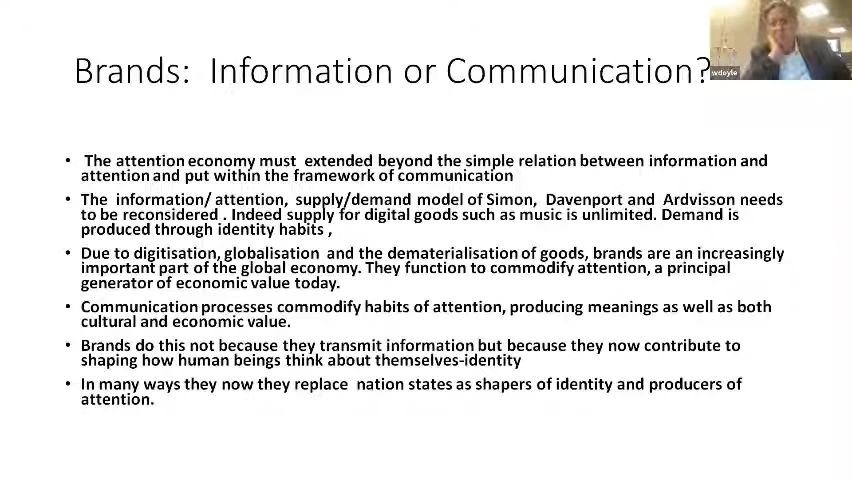 Brands: Information or Communication?
wdoyle
• The attention economy must extended beyond the simple relation between information and
attention and put within the framework of communication
• The information/ attention, supply/demand model of Simon, Davenport and Ardvisson needs
to be reconsidered . Indeed supply for digital goods such as music is unlimited. Demand is
produced through identity habits ,
• Due to digitisation, globalisation and the dematerialisation of goods, brands are an increasingly
important part of the global economy. They function to commodify attention, a principal
generator of economic value today.
• Communication processes commodify habits of attention, producing meanings as well as both
cultural and economic value.
• Brands do this not because they transmit information but because they now contribute to
shaping how human beings think about themselves-identity
• In many ways they now they replace nation states as shapers of identity and producers of
attention.